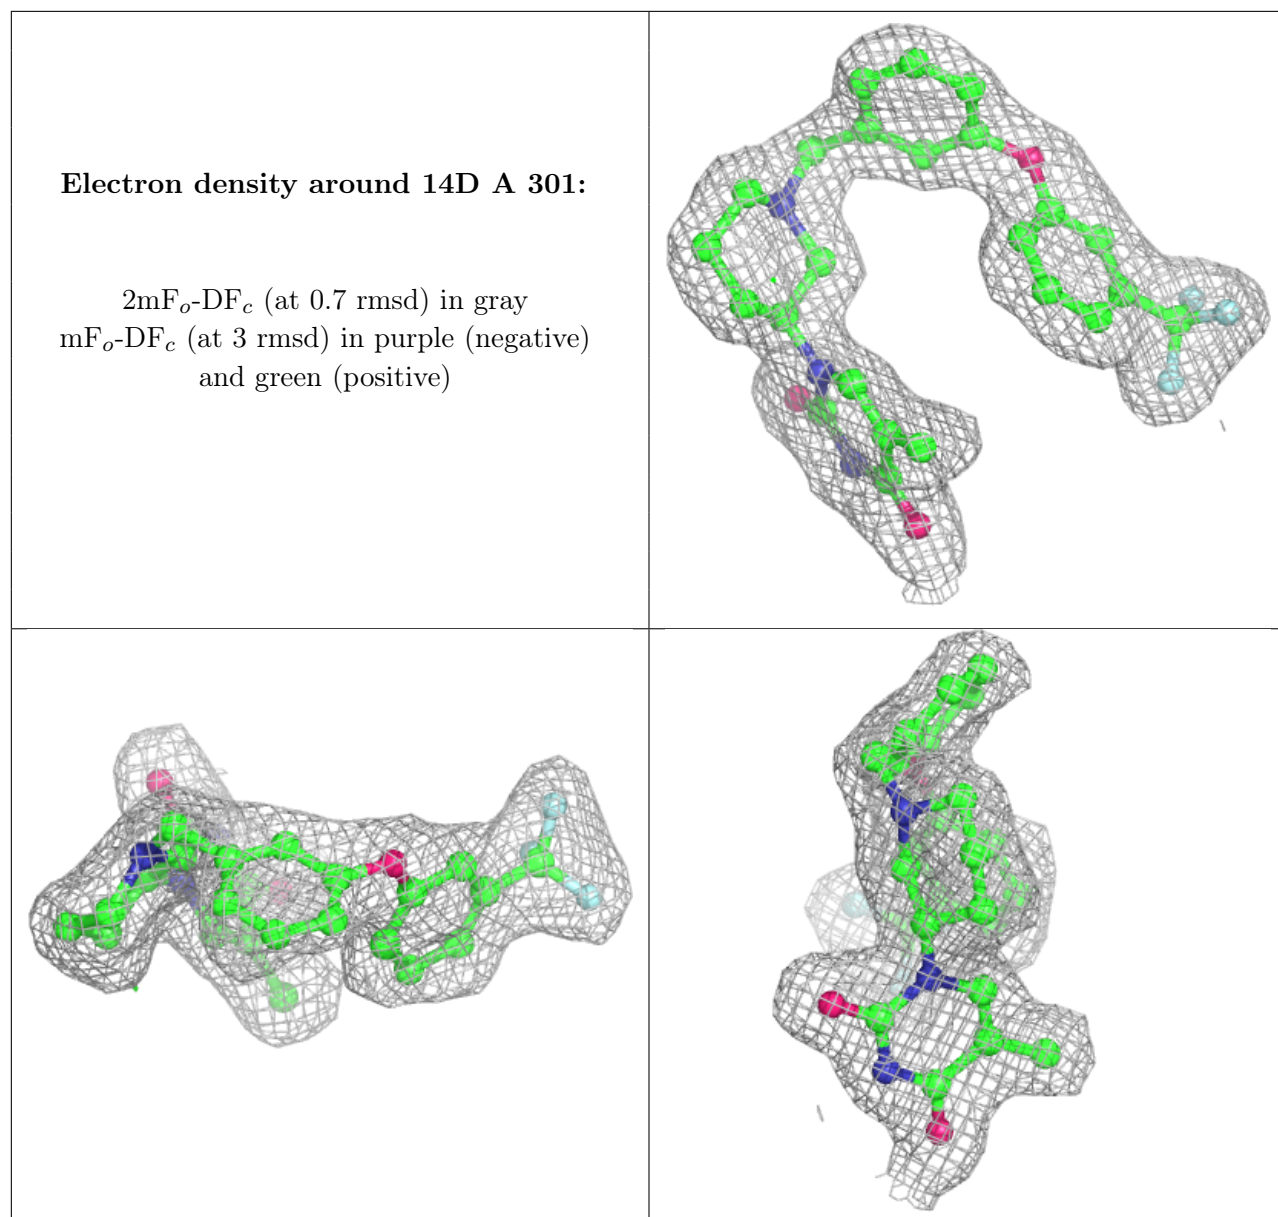 Electron density around 14D A 301:
2mFo-DFc (at 0.7 rmsd) in gray
mFo-DFc (at 3 rmsd) in purple (negative)
and green (positive)